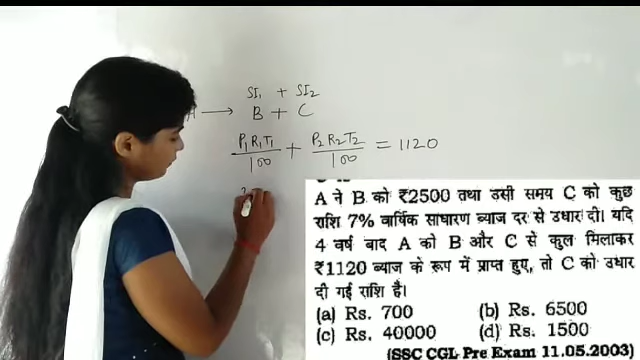 SI₁ + SI₂
→ B + C
P₁R₁T₁/100 + P₂R₂T₂/100 = 1120
A ने B को ₹2500 तथा उसी समय C को कुछ
राशि 7% वार्षिक साधारण ब्याज दर से उधार दी। यदि
4 वर्ष बाद A को B और C से कुल मिलाकर
₹1120 ब्याज के रूप में प्राप्त हुए, तो C को उधार
दी गई राशि है।
(a) Rs. 700 (b) Rs. 6500
(c) Rs. 40000 (d) Rs. 1500
(SSC CGL Pre Exam 11.05.2003)